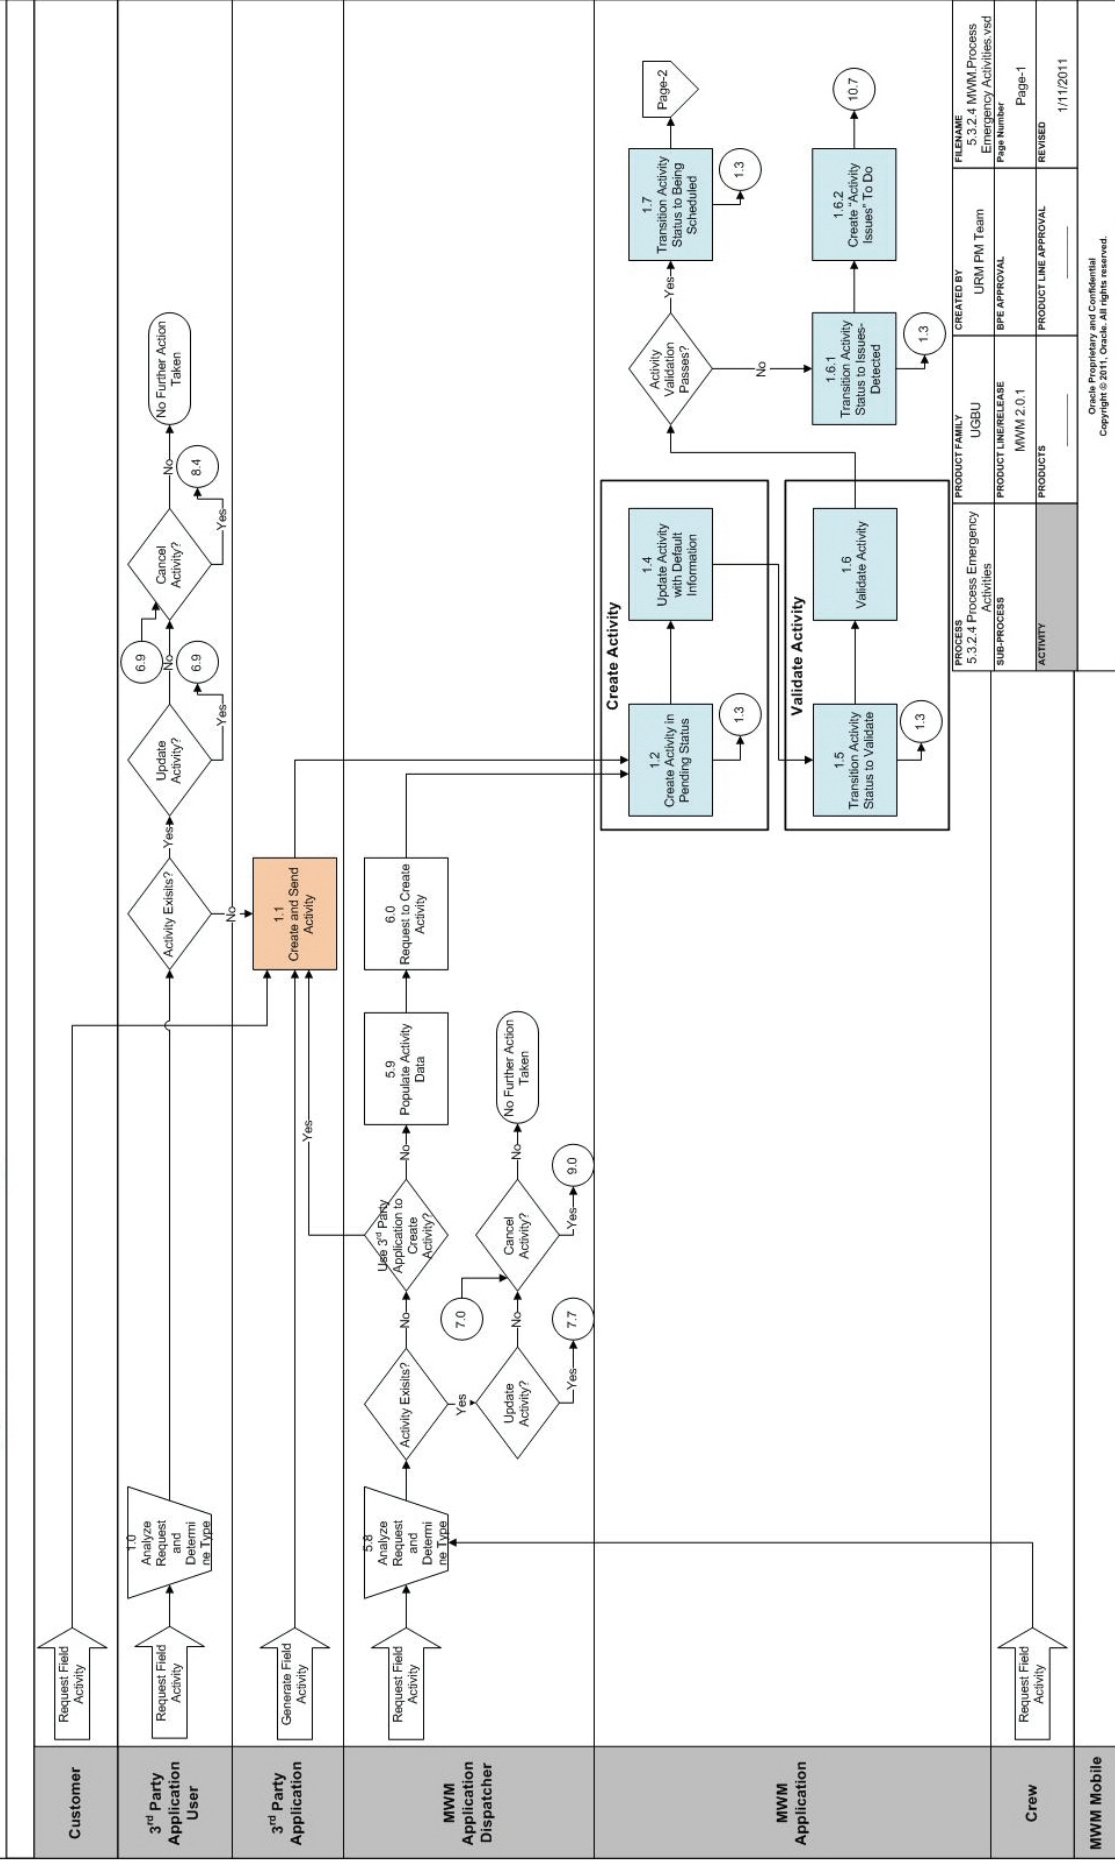 Customer
Request Field
Activity
3rd Party
Application
User
Request Field
Activity
1.0
Analyze
Request
and
Determi
ne Type
Activity Exisits?
Yes
No
Update
Activity?
No
Yes
6.9
6.9
Cancel
Activity?
No
Yes
8.4
No Further Action
Taken
3rd Party
Application
Generate Field
Activity
1.1
Create and Send
Activity
Yes
MWM
Application
Dispatcher
Request Field
Activity
5.8
Analyze
Request
and
Determi
ne Type
Activity Exisits?
No
Yes
Use 3rd Party
Application to
Create
Activity?
No
5.9
Populate Activity
Data
6.0
Request to Create
Activity
Update
Activity?
No
Yes
7.7
7.0
Cancel
Activity?
No
Yes
9.0
No Further Action
Taken
MWM
Application
Create Activity
1.2
Create Activity in
Pending Status
1.3
1.4
Update Activity
with Default
Information
Validate Activity
1.5
Transition Activity
Status to Validate
1.3
1.6
Validate Activity
Activity
Validation
Passes?
Yes
No
1.7
Transition Activity
Status to Being
Scheduled
1.3
Page-2
1.6.1
Transition Activity
Status to Issues-
Detected
1.3
1.6.2
Create "Activity
Issues" To Do
10.7
Crew
Request Field
Activity
MWM Mobile
PROCESS
5.3.2.4 Process Emergency
Activities
PRODUCT FAMILY
UGBU
CREATED BY
URM PM Team
FILENAME
5.3.2.4 MWM.Process
Emergency Activities.vsd
SUB-PROCESS
PRODUCT LINE/RELEASE
MWM 2.0.1
BPE APPROVAL
Page Number
Page-1
ACTIVITY
PRODUCTS
PRODUCT LINE APPROVAL
REVISED
1/11/2011
Oracle Proprietary and Confidential
Copyright © 2011, Oracle. All rights reserved.